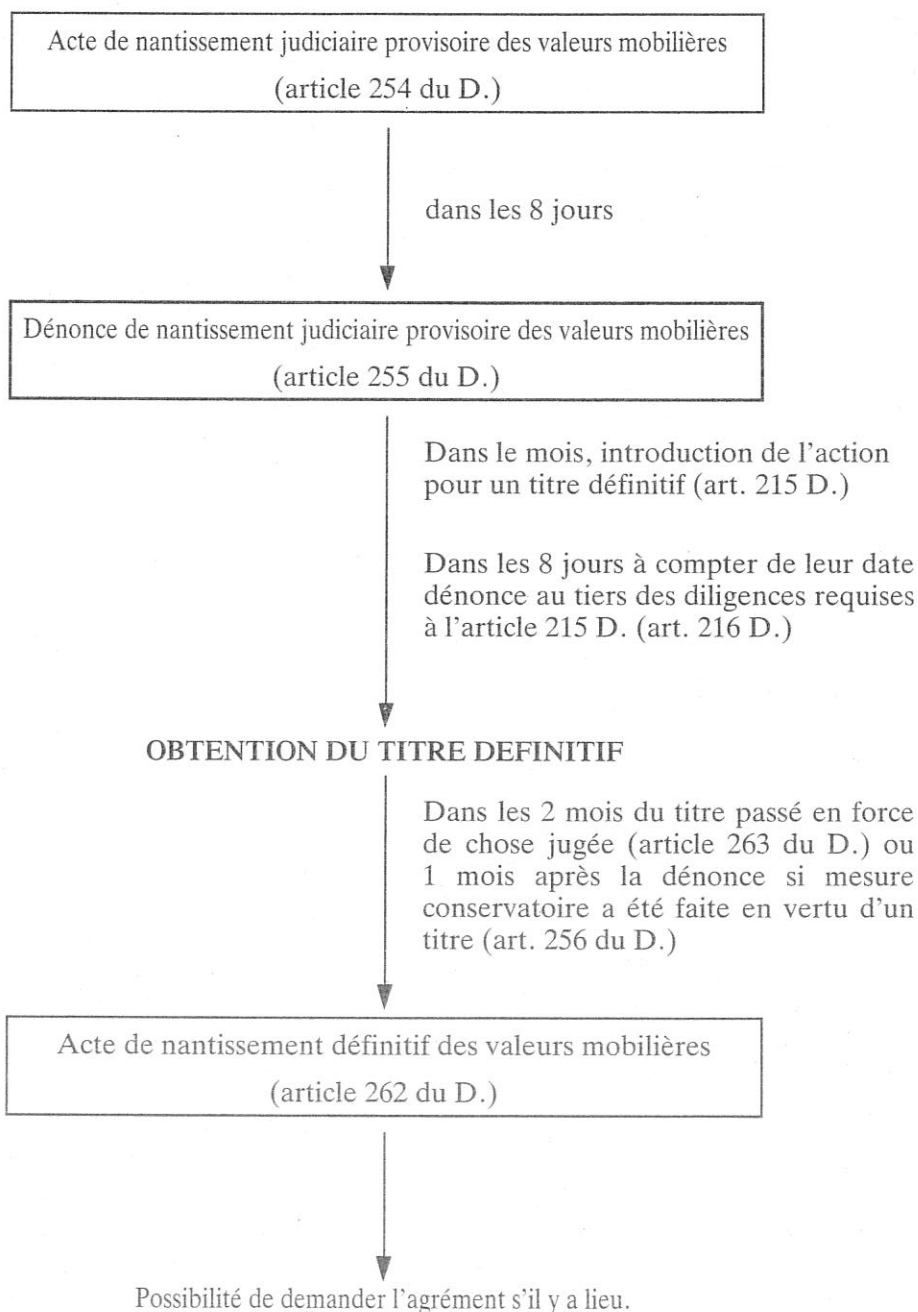 Acte de nantissement judiciaire provisoire des valeurs mobilières
(article 254 du D.)
dans les 8 jours
Dénonce de nantissement judiciaire provisoire des valeurs mobilières
(article 255 du D.)
Dans le mois, introduction de l'action
pour un titre définitif (art. 215 D.)
Dans les 8 jours à compter de leur date
dénonce au tiers des diligences requises
à l'article 215 D. (art. 216 D.)
OBTENTION DU TITRE DEFINITIF
Dans les 2 mois du titre passé en force
de chose jugée (article 263 du D.) ou
1 mois après la dénonce si mesure
conservatoire a été faite en vertu d'un
titre (art. 256 du D.)
Acte de nantissement définitif des valeurs mobilières
(article 262 du D.)
Possibilité de demander l'agrément s'il y a lieu.